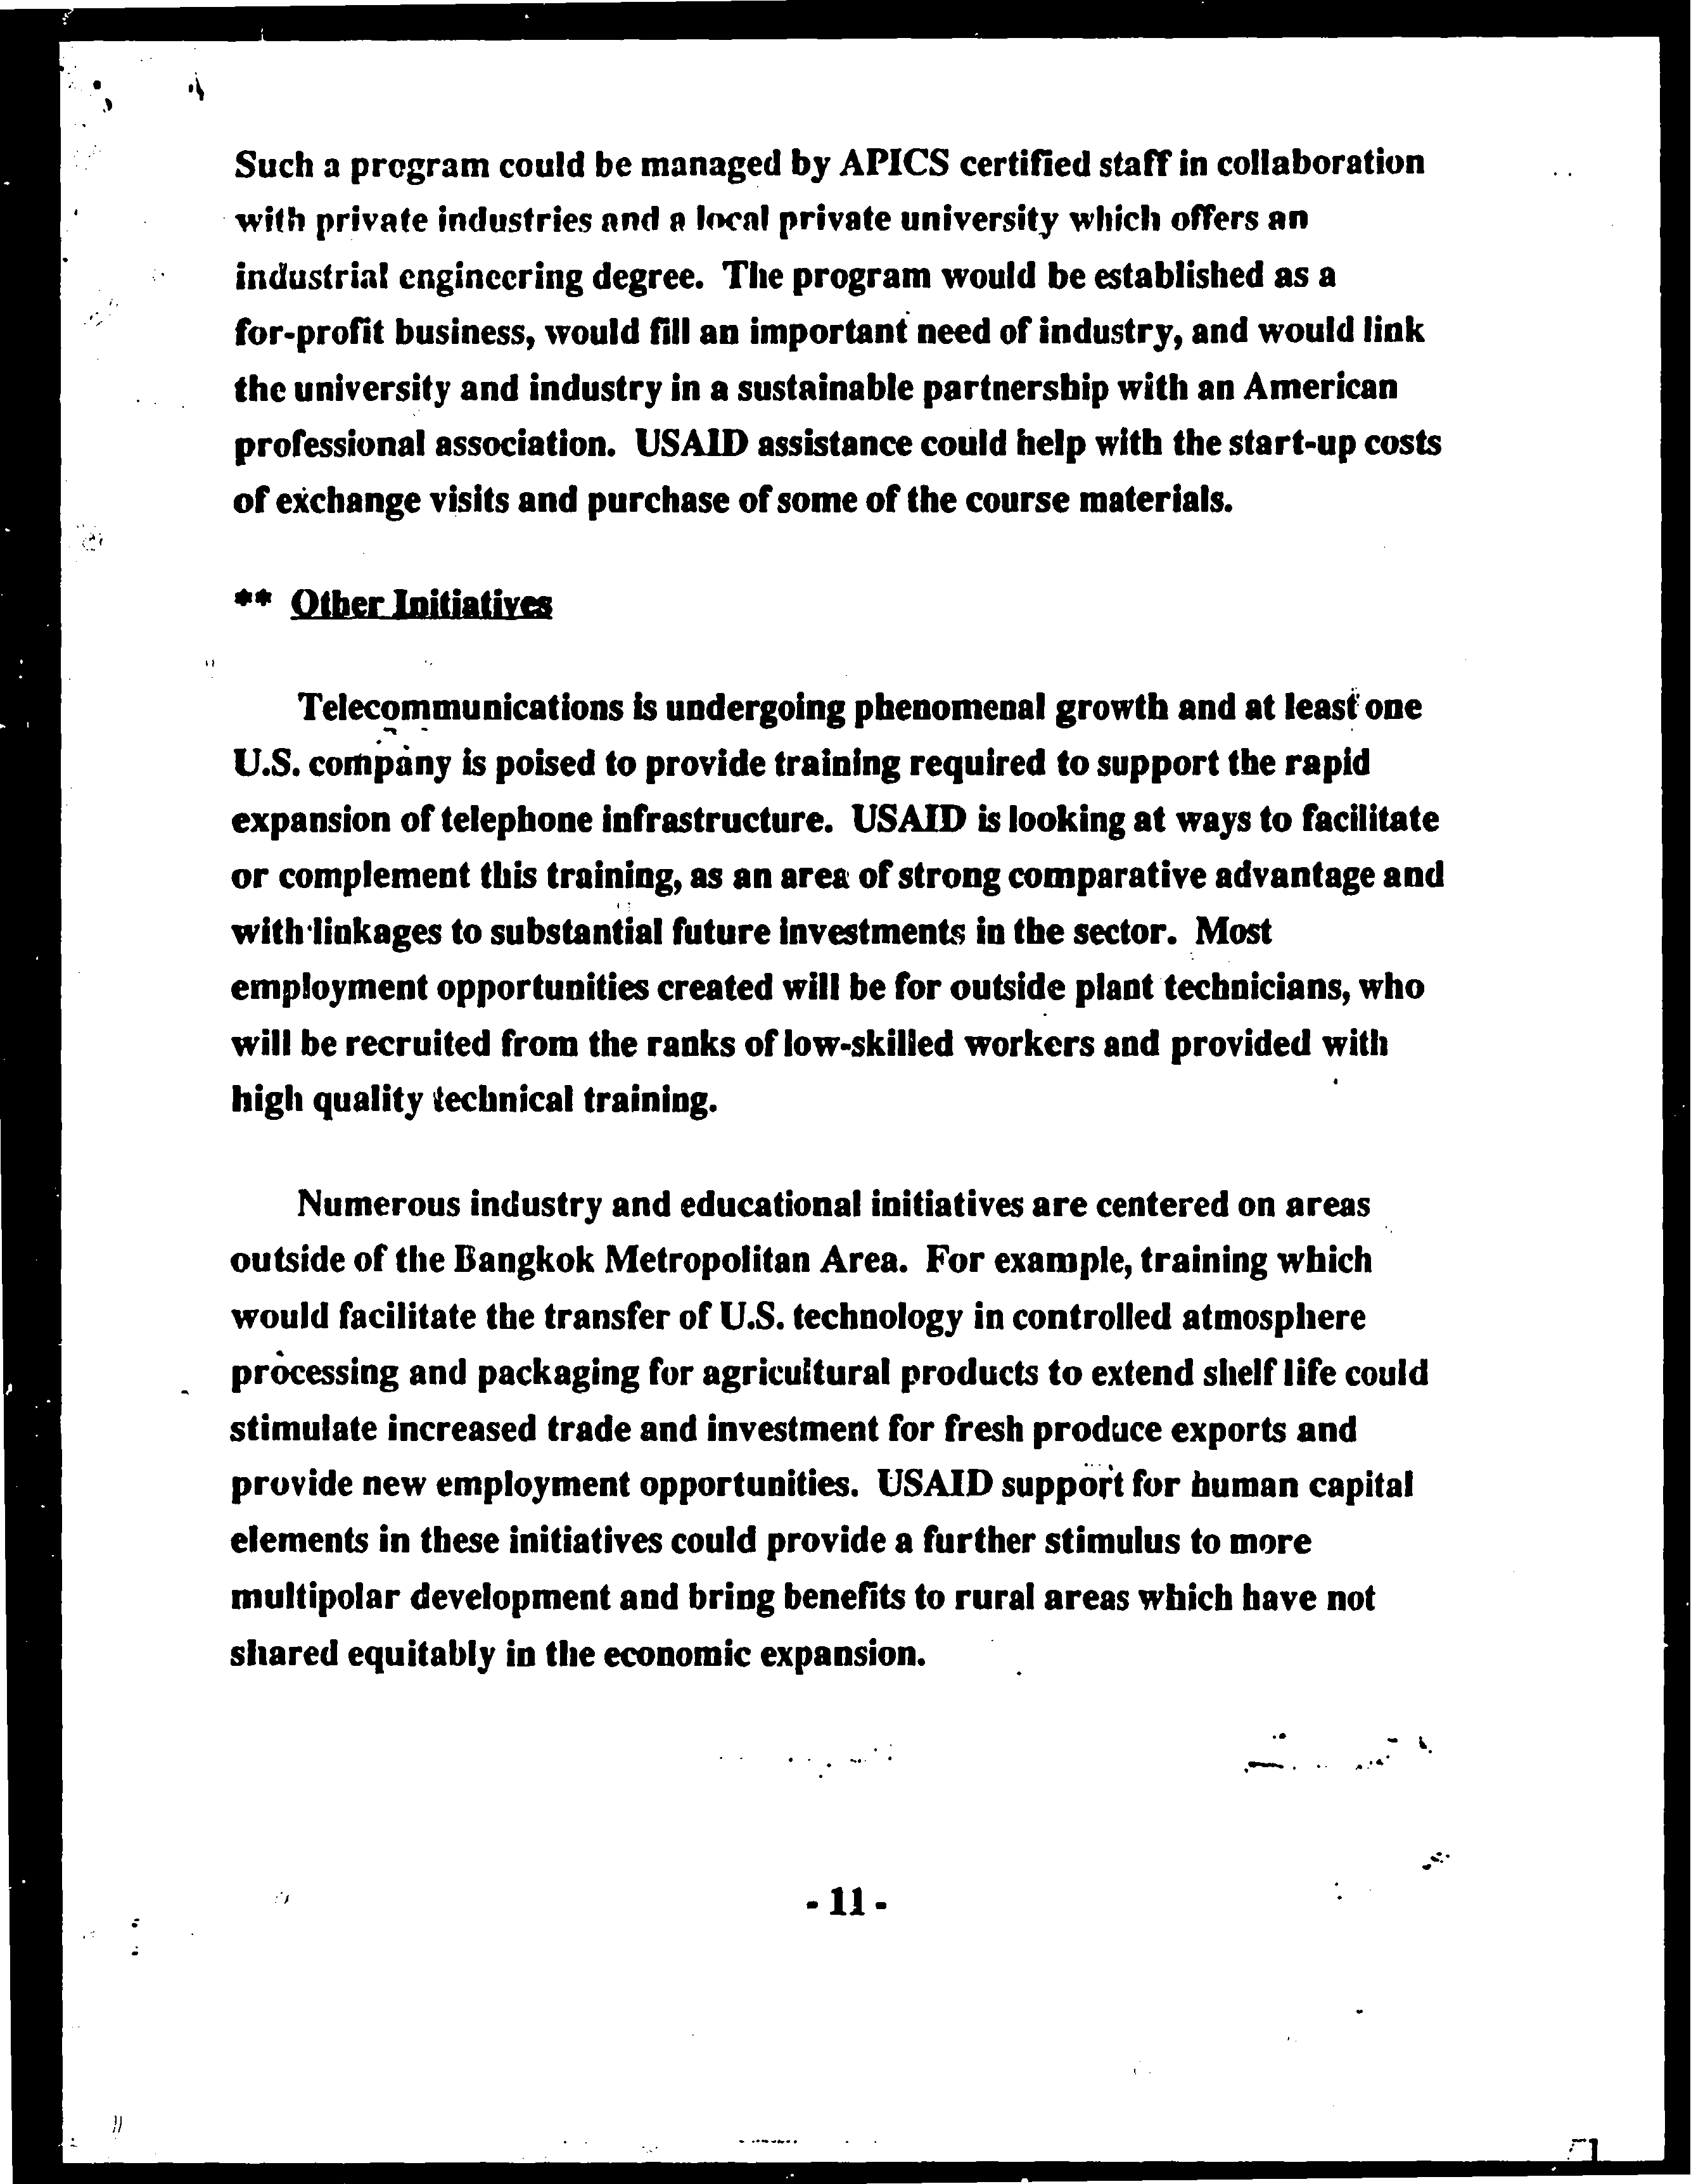 Such a program could be managed by APICS certified staff in collaboration
with private industries and a local private university which offers an
industrial engineering degree. The program would be established as a
for-profit business, would fill an important need of industry, and would link
the university and industry in a sustainable partnership with an American
professional association. USAID assistance could help with the start-up costs
of exchange visits and purchase of some of the course materials.
** Other Initiatives
Telecommunications is undergoing phenomenal growth and at least one
U.S. company is poised to provide training required to support the rapid
expansion of telephone infrastructure. USAID is looking at ways to facilitate
or complement this training, as an area of strong comparative advantage and
with linkages to substantial future investments in the sector. Most
employment opportunities created will be for outside plant technicians, who
will be recruited from the ranks of low-skilled workers and provided with
high quality technical training.
Numerous industry and educational initiatives are centered on areas
outside of the Bangkok Metropolitan Area. For example, training which
would facilitate the transfer of U.S. technology in controlled atmosphere
processing and packaging for agricultural products to extend shelf life could
stimulate increased trade and investment for fresh produce exports and
provide new employment opportunities. USAID support for human capital
elements in these initiatives could provide a further stimulus to more
multipolar development and bring benefits to rural areas which have not
shared equitably in the economic expansion.
- 11 -